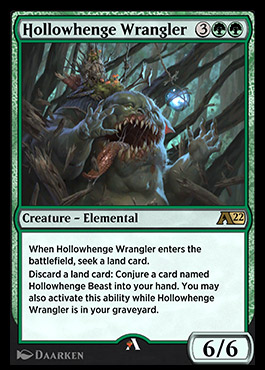 Hollowhenge Wrangler 3
Creature – Elemental A22
When Hollowhenge Wrangler enters the
battlefield, seek a land card.
Discard a land card: Conjure a card named
Hollowhenge Beast into your hand. You may
also activate this ability while Hollowhenge
Wrangler is in your graveyard.
6/6
DAARKEN